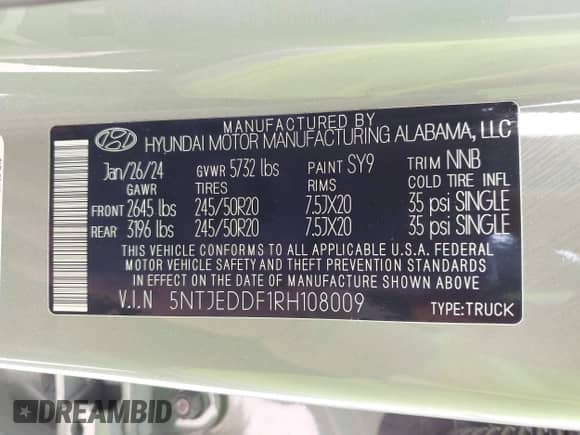 MANUFACTURED BY
HYUNDAI MOTOR MANUFACTURING ALABAMA, LLC
Jan/26/24 GVWR 5732 lbs PAINT SY9 TRIM NNB
GAWR TIRES RIMS COLD TIRE INFL
FRONT 2645 lbs 245/50R20 7.5JX20 35 psi SINGLE
REAR 3196 lbs 245/50R20 7.5JX20 35 psi SINGLE
THIS VEHICLE CONFORMS TO ALL APPLICABLE U.S.A. FEDERAL
MOTOR VEHICLE SAFETY AND THEFT PREVENTION STANDARDS
IN EFFECT ON THE DATE OF MANUFACTURE SHOWN ABOVE
V.I.N 5NTJEDDF1RH108009 TYPE:TRUCK
DREAMBID